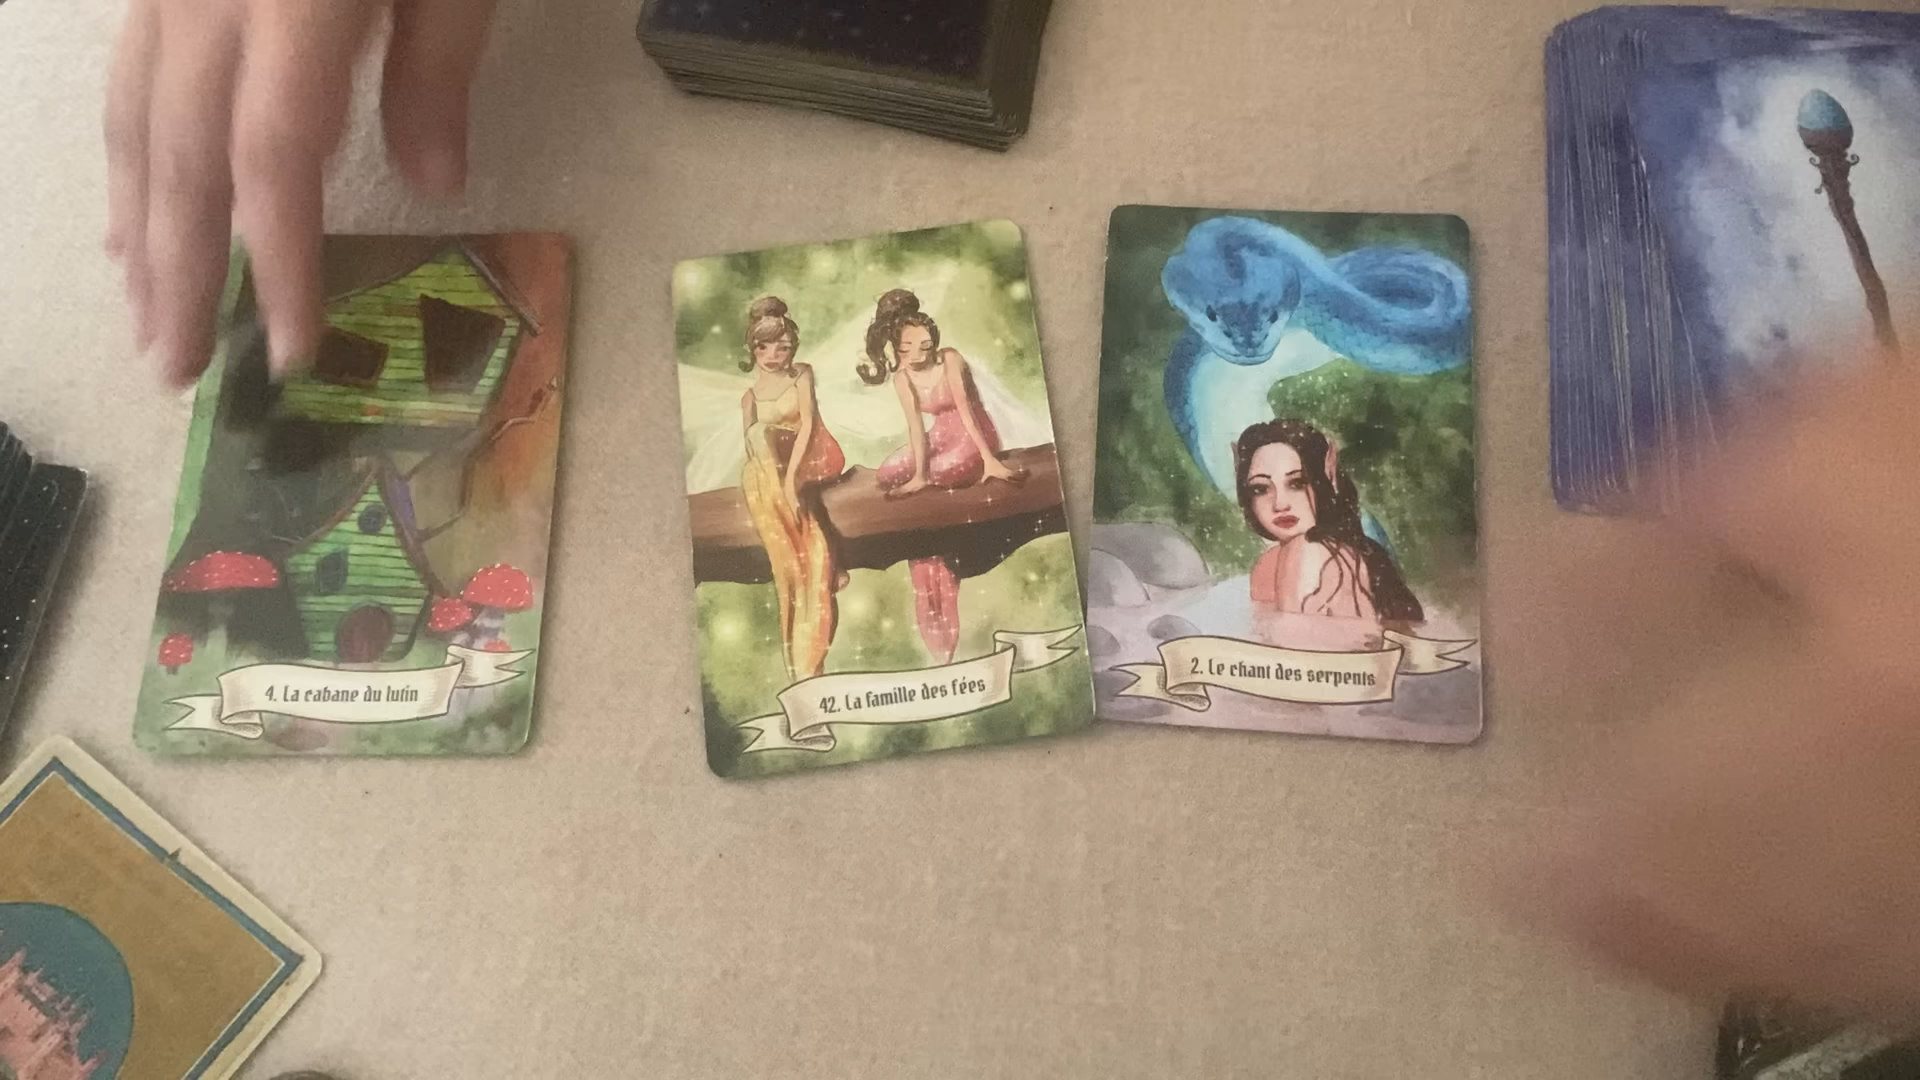 4. La cabane du lutin
42. La famille des fées
2. Le chant des serpents